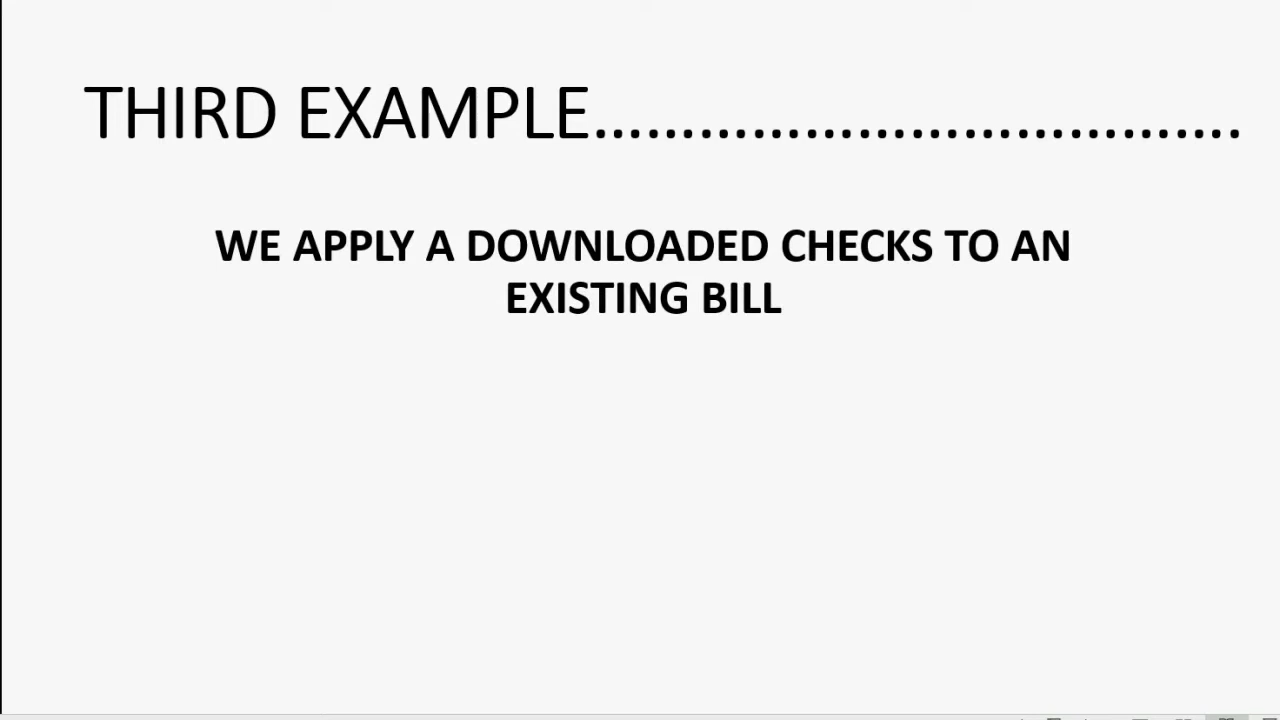 THIRD EXAMPLE.....................................
WE APPLY A DOWNLOADED CHECKS TO AN
EXISTING BILL